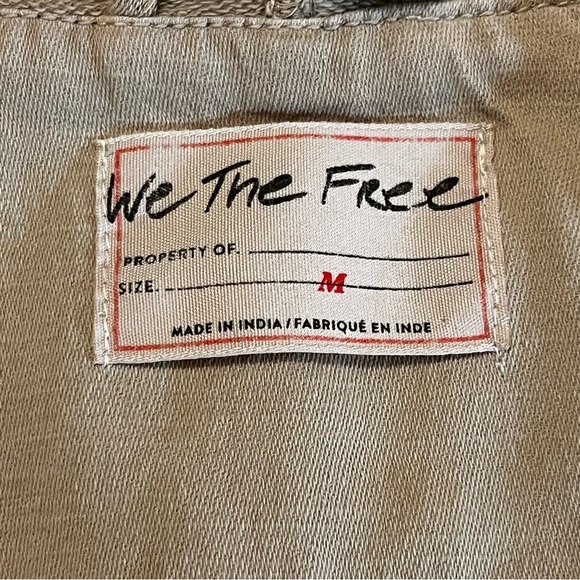 We The Free
PROPERTY OF.
SIZE. M
MADE IN INDIA / FABRIQUÉ EN INDE